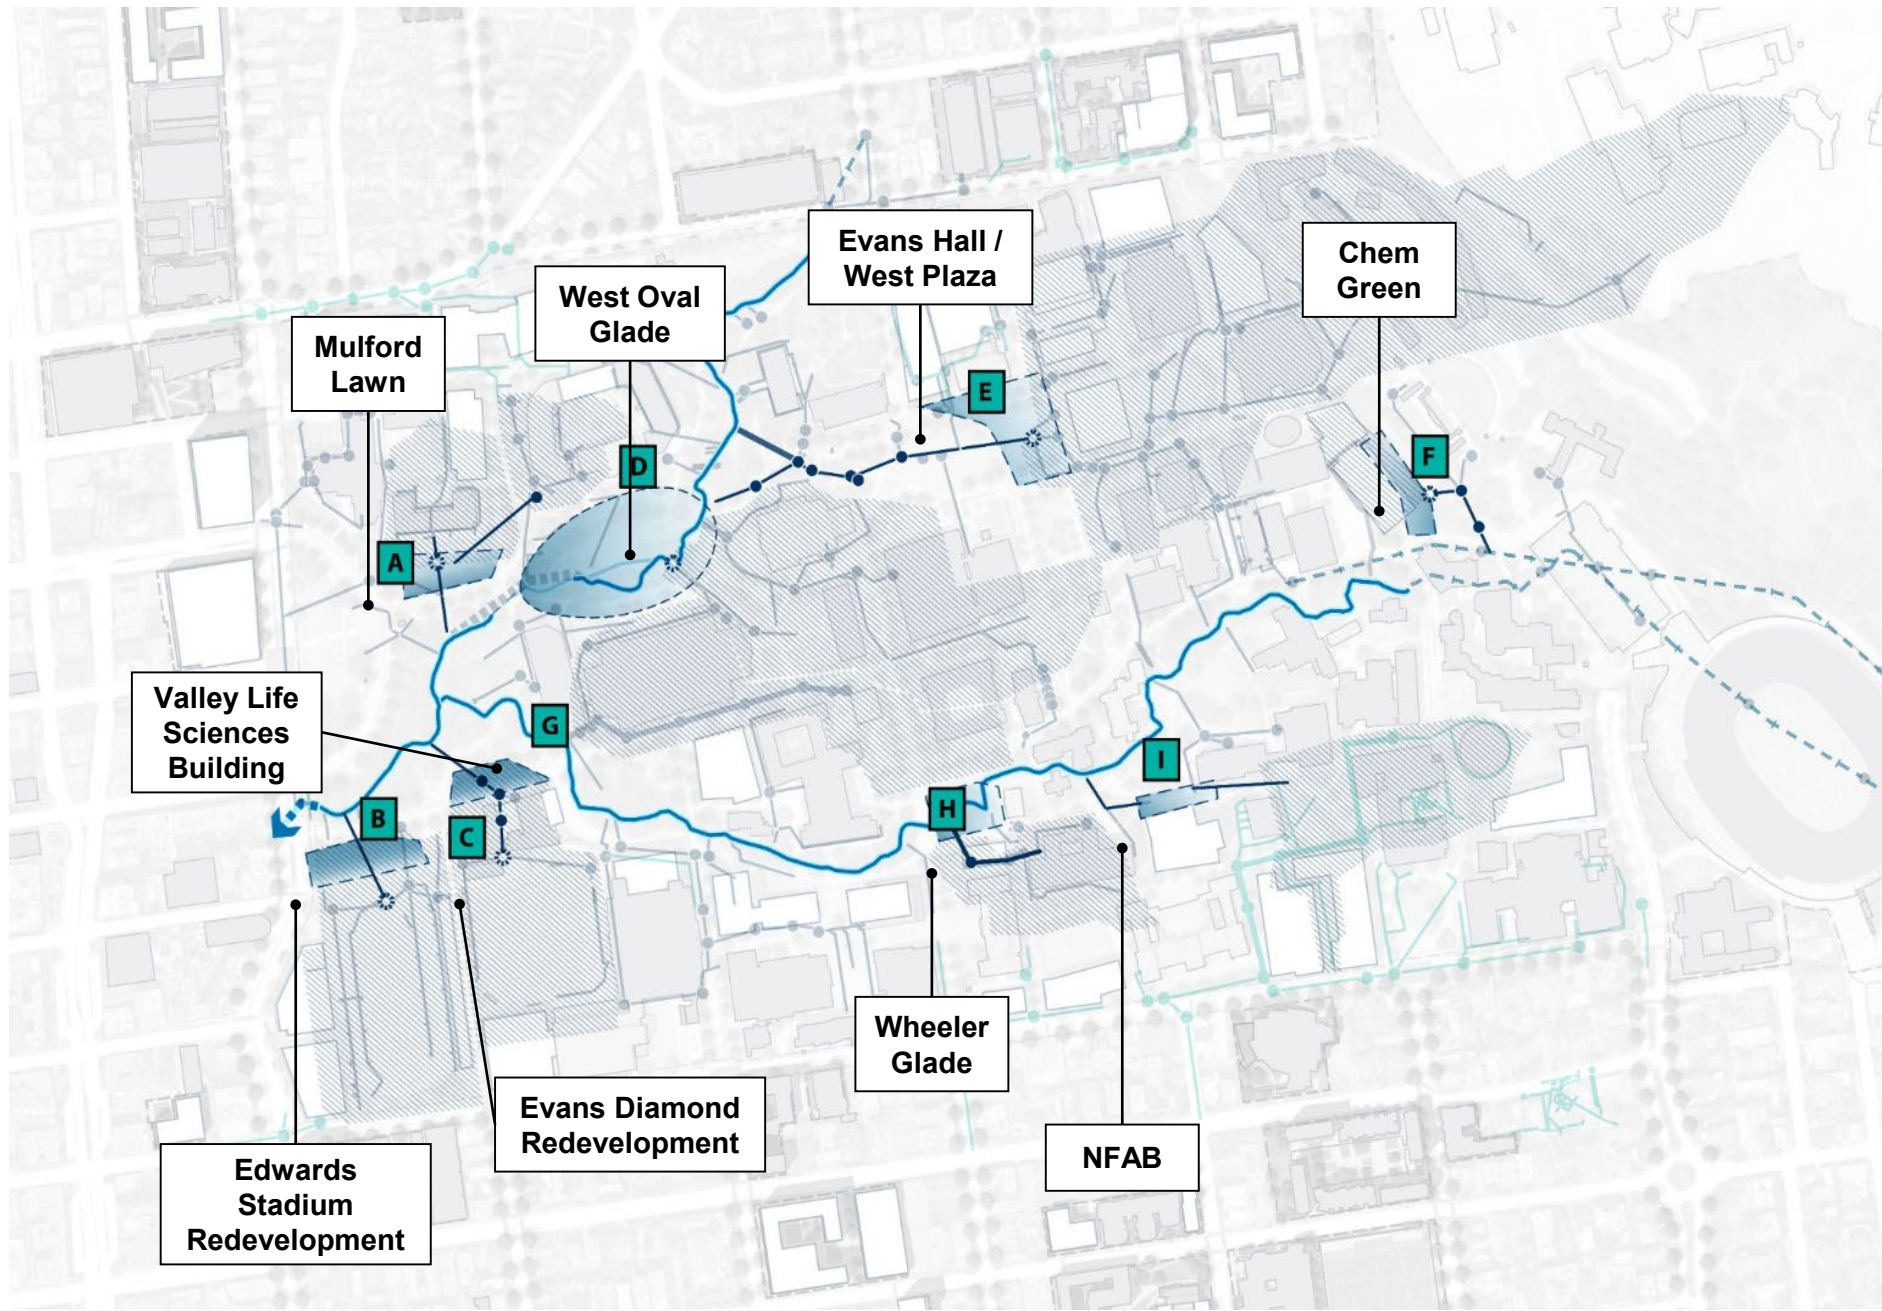 Evans Hall /
West Plaza
Chem
Green
West Oval
Glade
Mulford
Lawn
E
D
F
A
Valley Life
Sciences
Building
G
I
H
B
C
Wheeler
Glade
Evans Diamond
Redevelopment
NFAB
Edwards
Stadium
Redevelopment